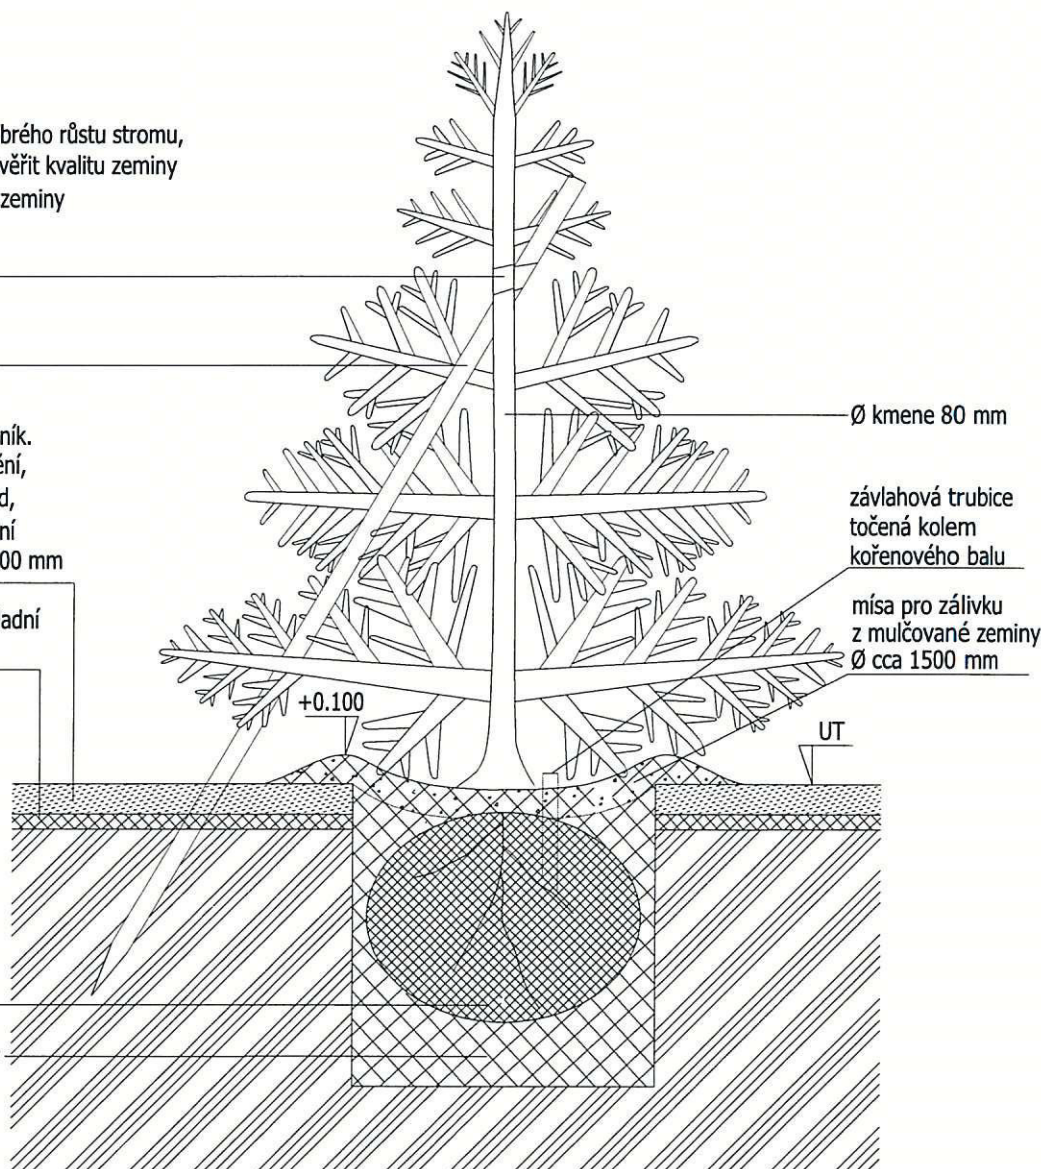 brého růstu stromu,
věřit kvalitu zeminy
zeminy
ník.
ění,
d,
ní
00 mm
adní
+0.100
Ø kmene 80 mm
závlahová trubice
točená kolem
kořenového balu
mísa pro zálivku
z mulčované zeminy
Ø cca 1500 mm
UT